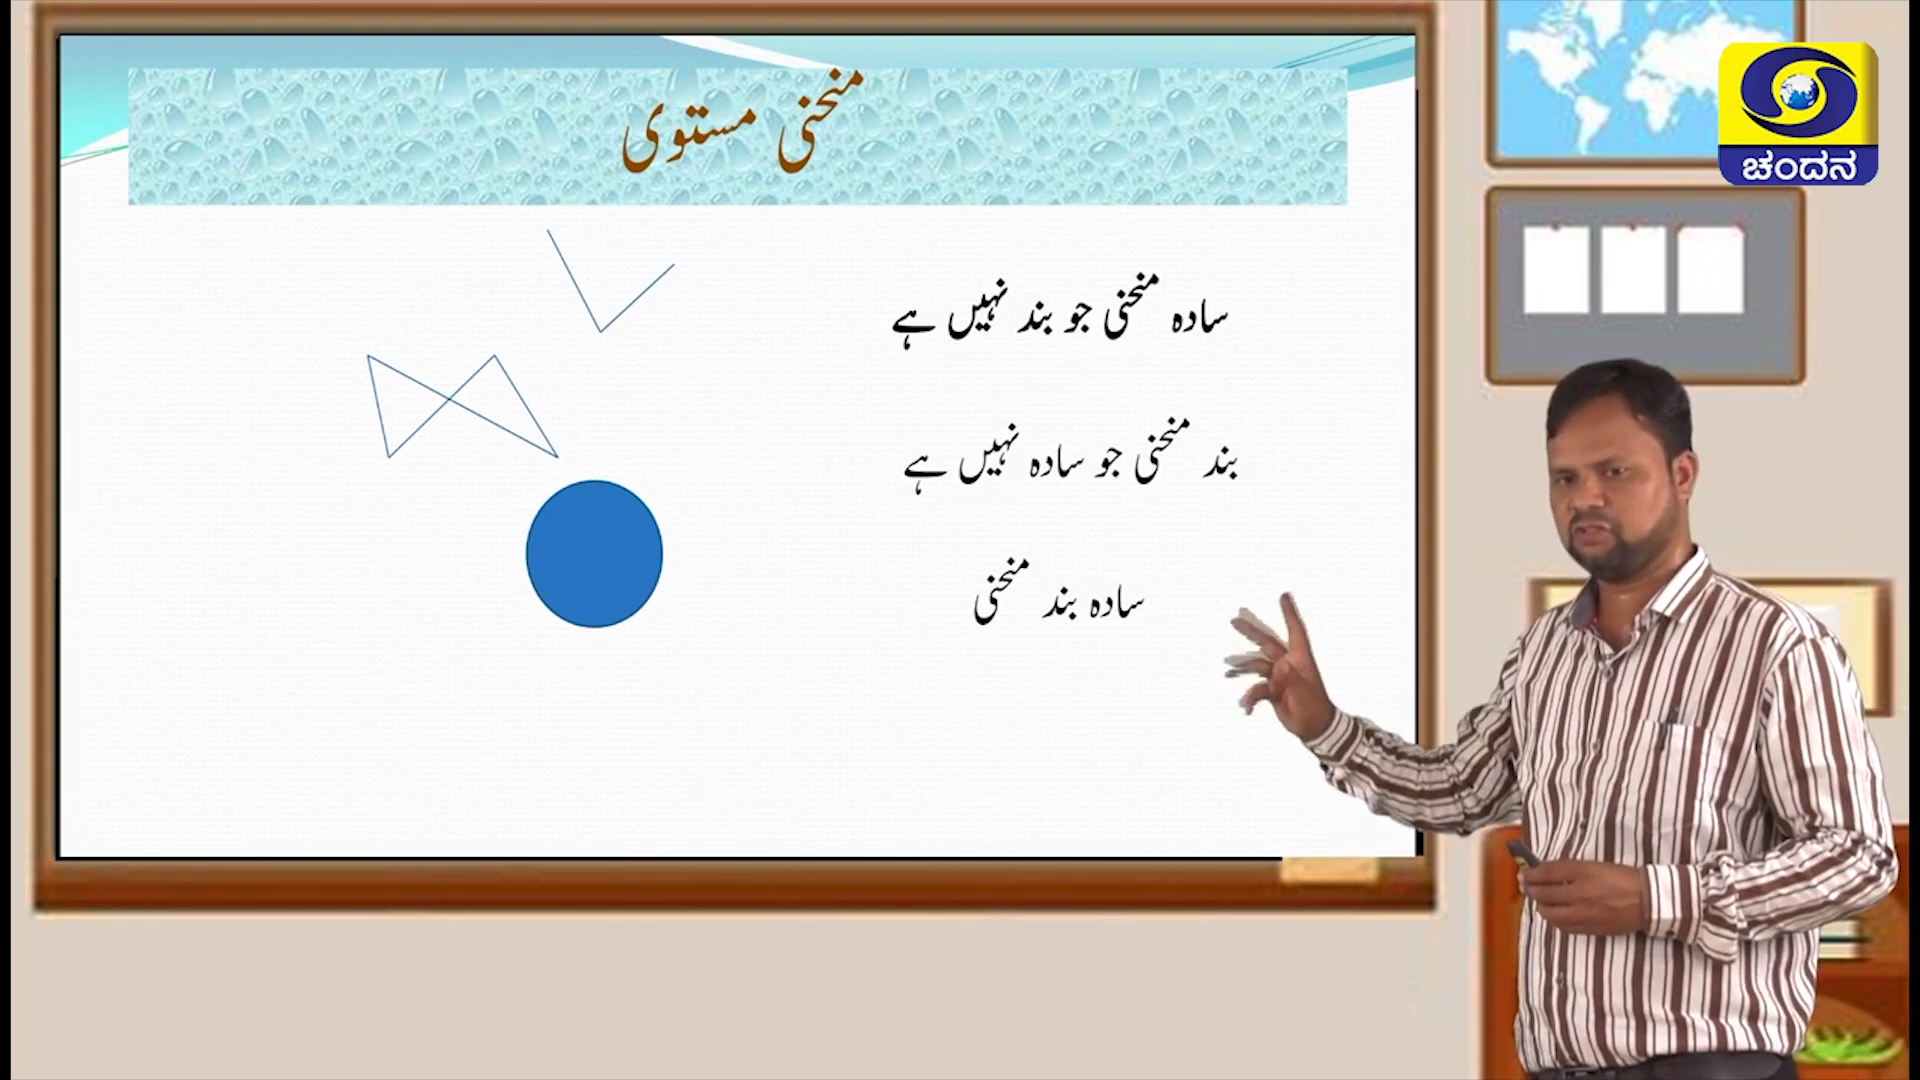 منحنی مستوی
سادہ منحنی جو بند نہیں ہے
بند منحنی جو سادہ نہیں ہے
سادہ بند منحنی
ಚಂದನ